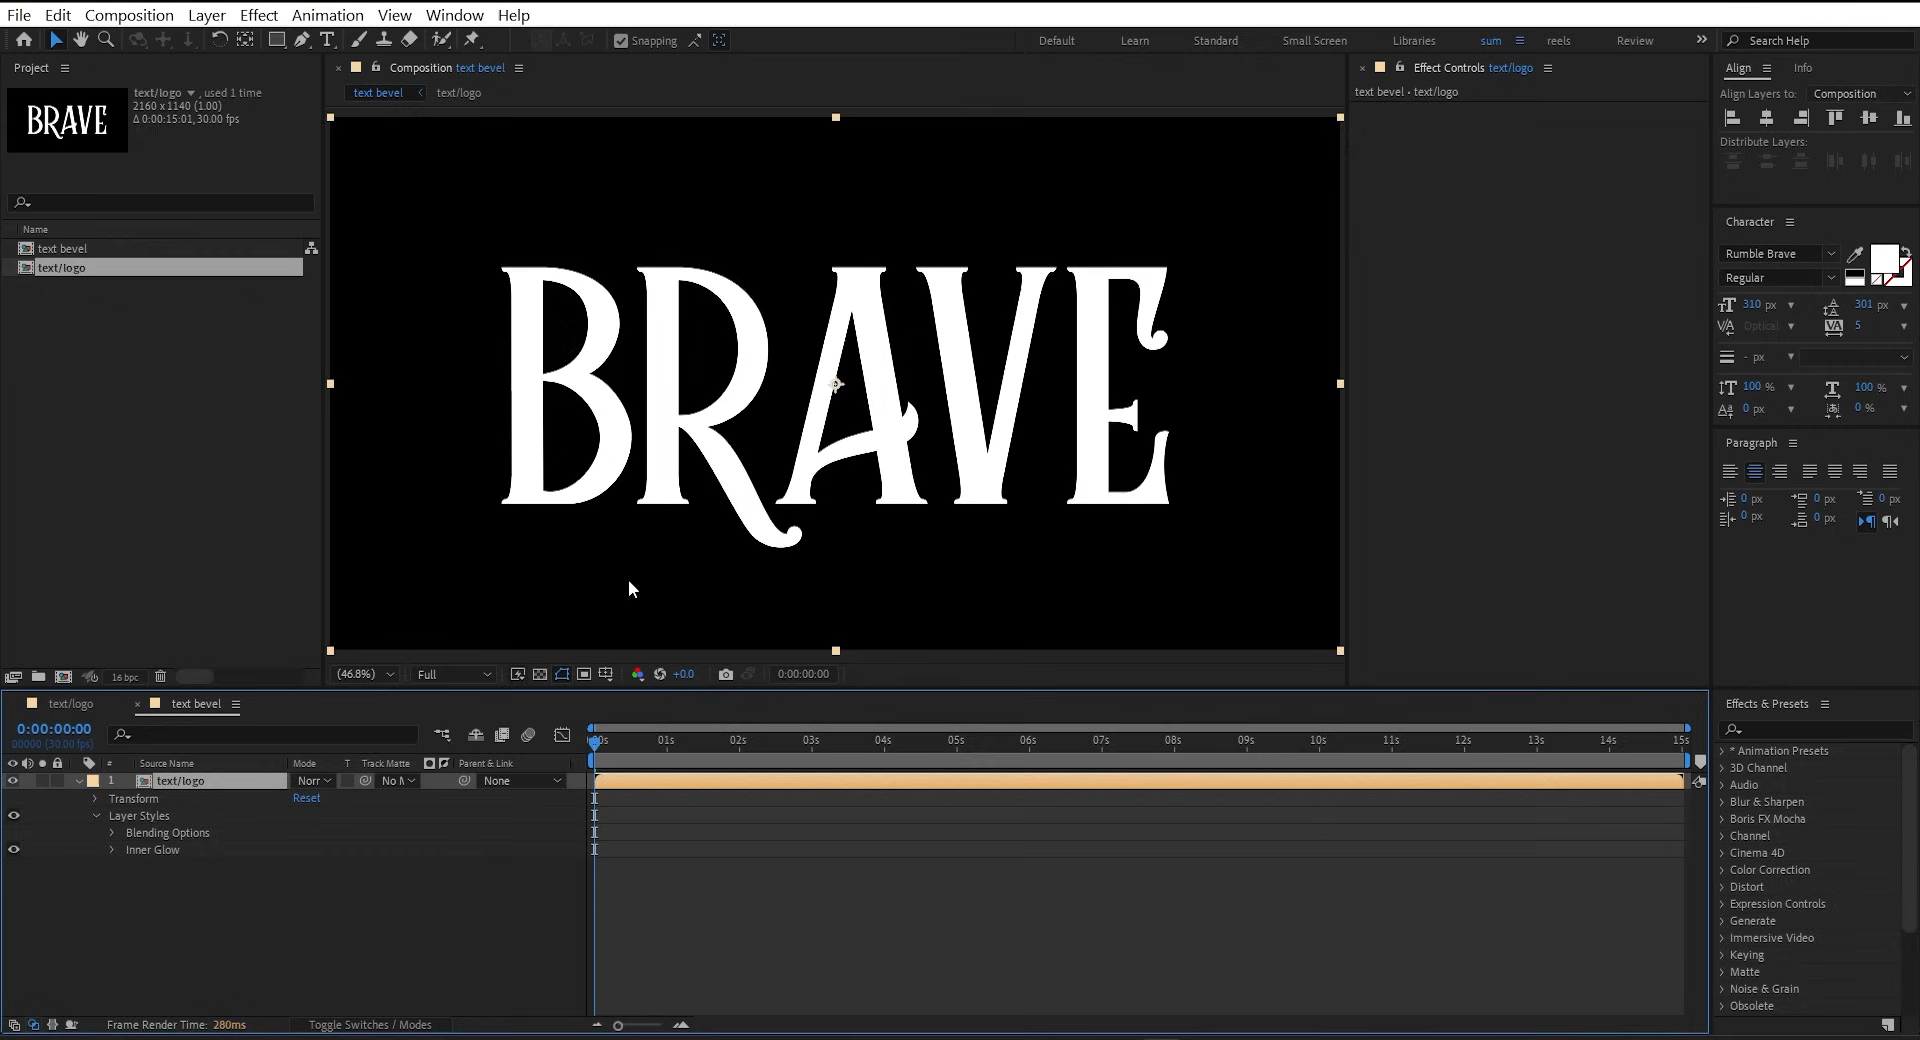 File Edit Composition Layer Effect Animation View Window Help
Snapping
Default Learn Standard Small Screen Libraries sum reels Review Search Help
Project
Composition text bevel
Effect Controls text/logo
Align Info
text/logo , used 1 time
2160 x 1140 (1.00)
Δ 0:00:15:01, 30.00 fps
BRAVE
text bevel text/logo
text bevel • text/logo
Align Layers to: Composition
Distribute Layers:
Name
text bevel
text/logo
BRAVE
Character
Rumble Brave
Regular
310 px 301 px
Optical 5
- px
100 % 100 %
0 px 0 %
Paragraph
0 px 0 px 0 px
0 px 0 px
16 bpc
(46.8%) Full +0.0 0:00:00:00
text/logo text bevel
0:00:00:00
00000 (30.00 fps)
:00s 01s 02s 03s 04s 05s 06s 07s 08s 09s 10s 11s 12s 13s 14s 15s
# Source Name Mode T Track Matte Parent & Link
1 text/logo Norr No M None
Transform Reset
Layer Styles
Blending Options
Inner Glow
Frame Render Time: 280ms Toggle Switches / Modes
Effects & Presets
* Animation Presets
3D Channel
Audio
Blur & Sharpen
Boris FX Mocha
Channel
Cinema 4D
Color Correction
Distort
Expression Controls
Generate
Immersive Video
Keying
Matte
Noise & Grain
Obsolete